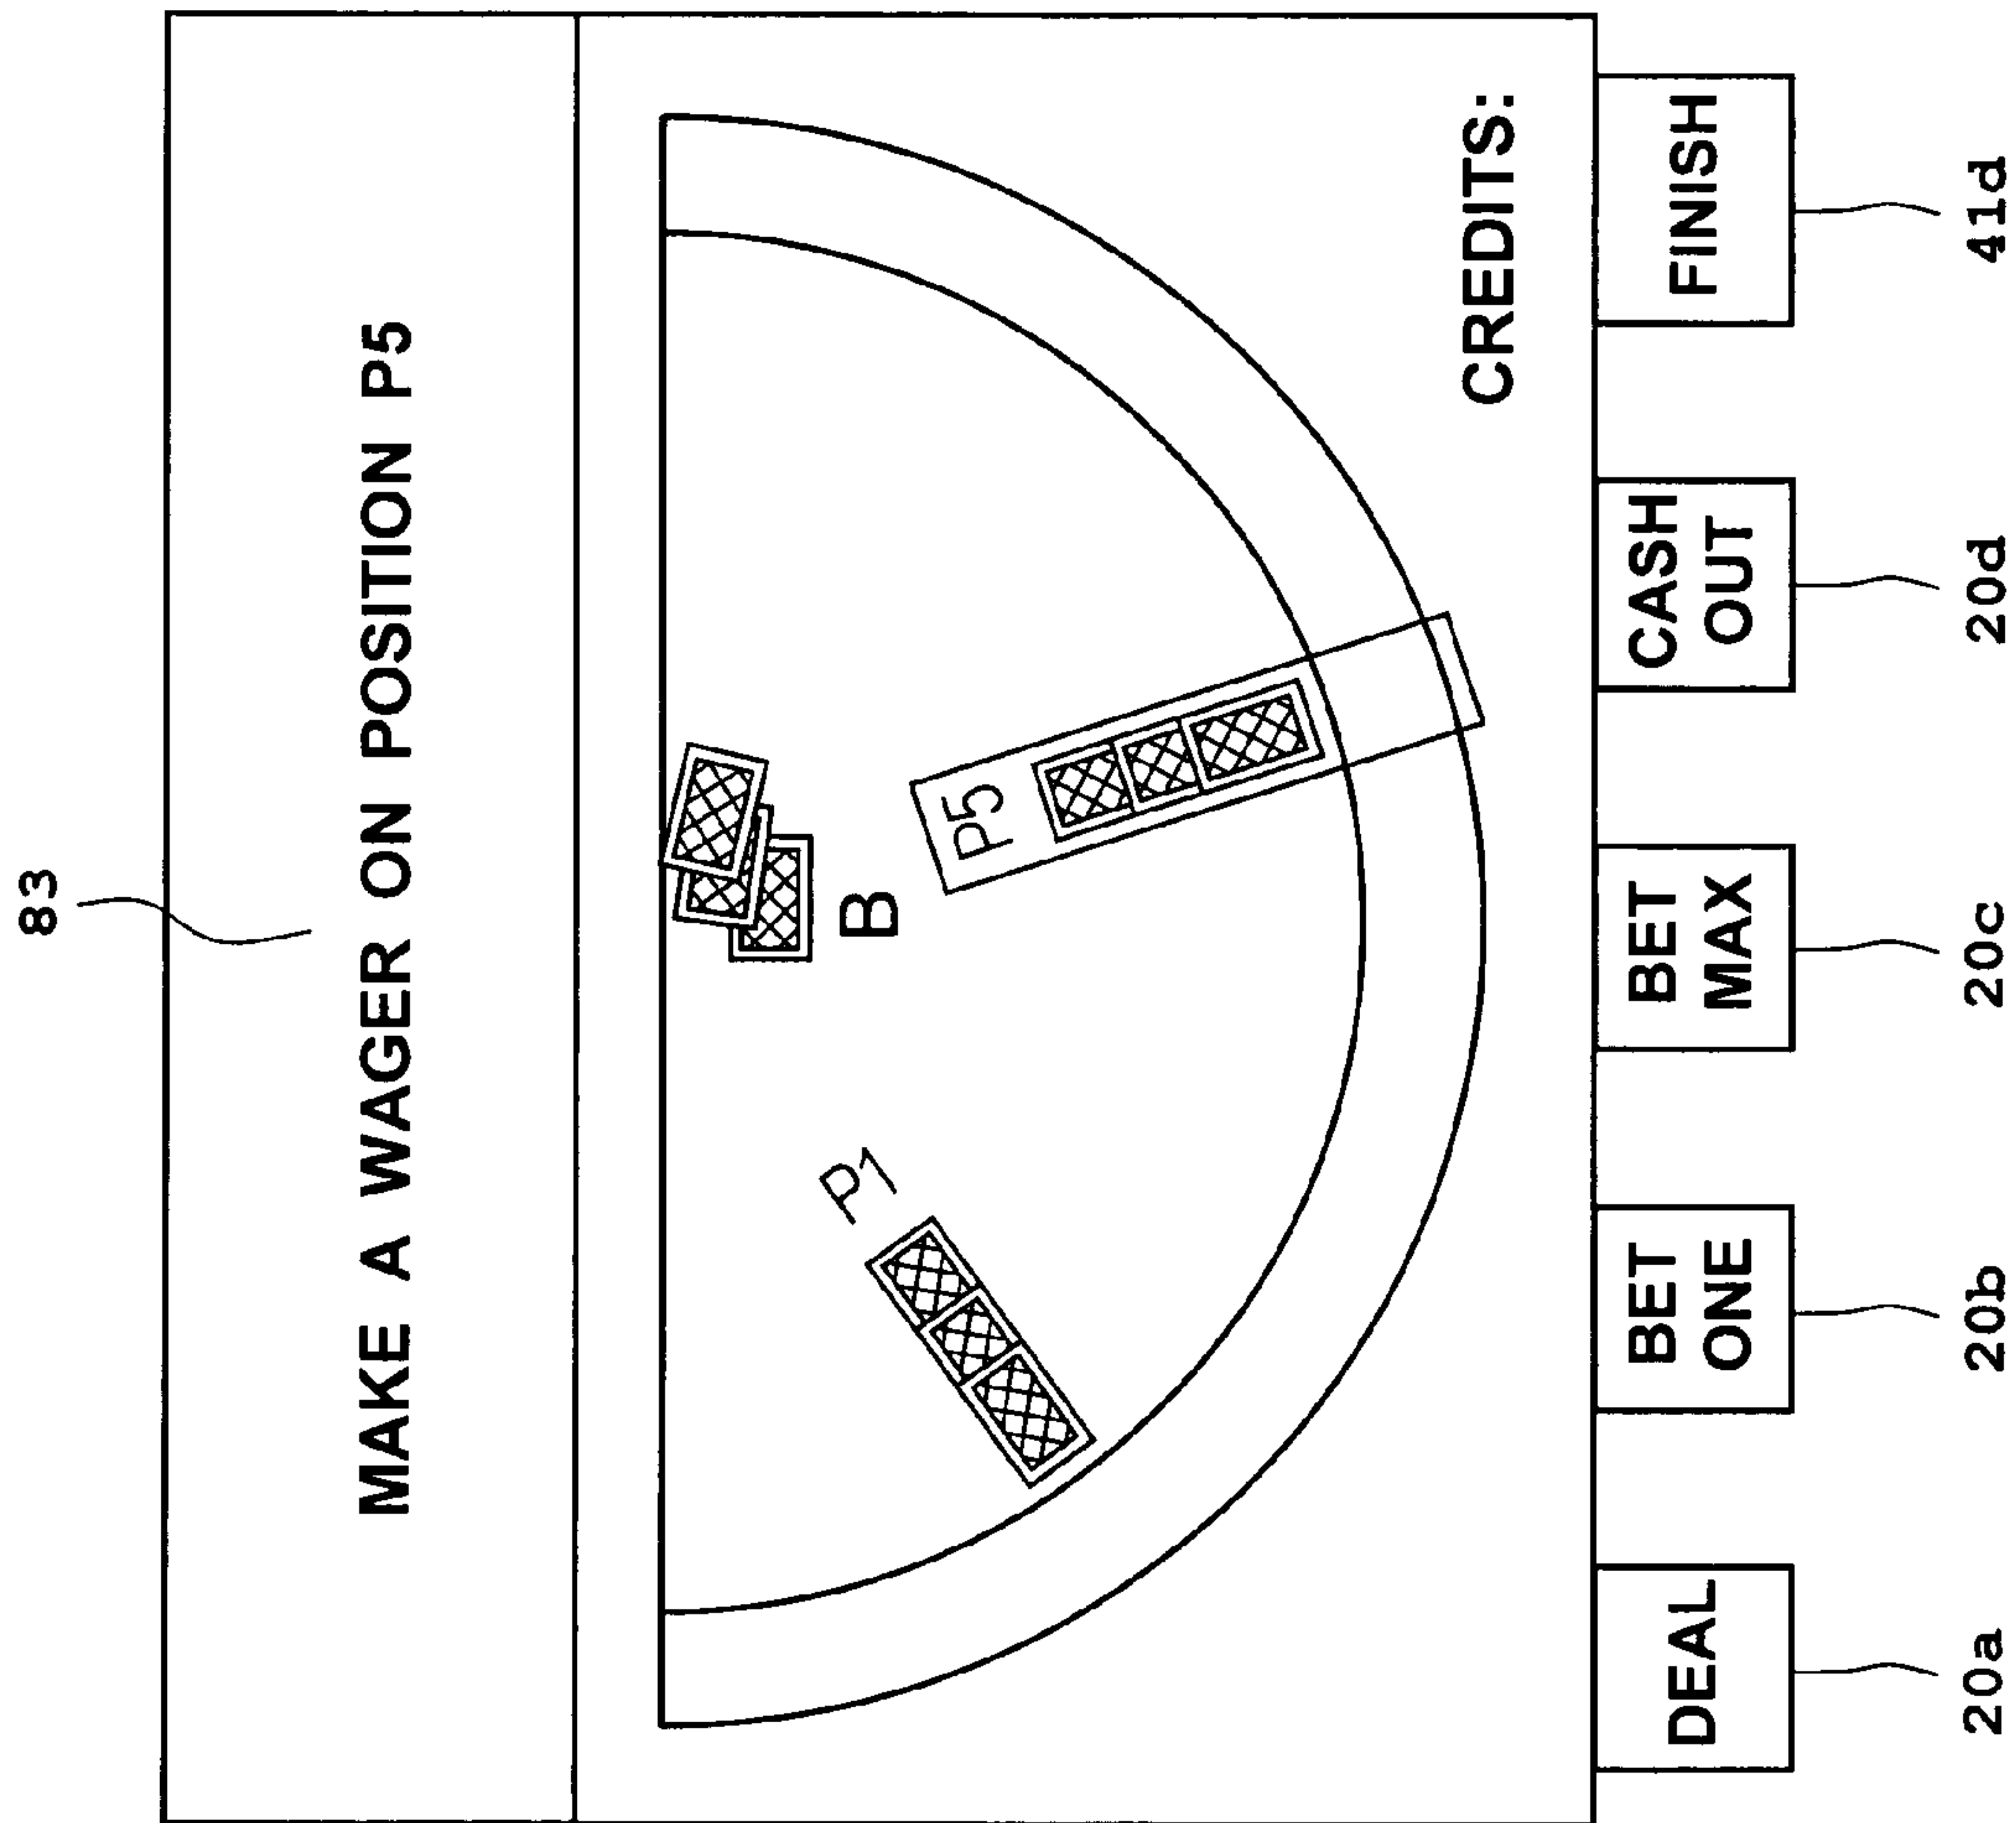 83
MAKE A WAGER ON POSITION P5
B
P1
P5
CREDITS:
DEAL
BET
ONE
BET
MAX
CASH
OUT
FINISH
20a
20b
20c
20d
41d